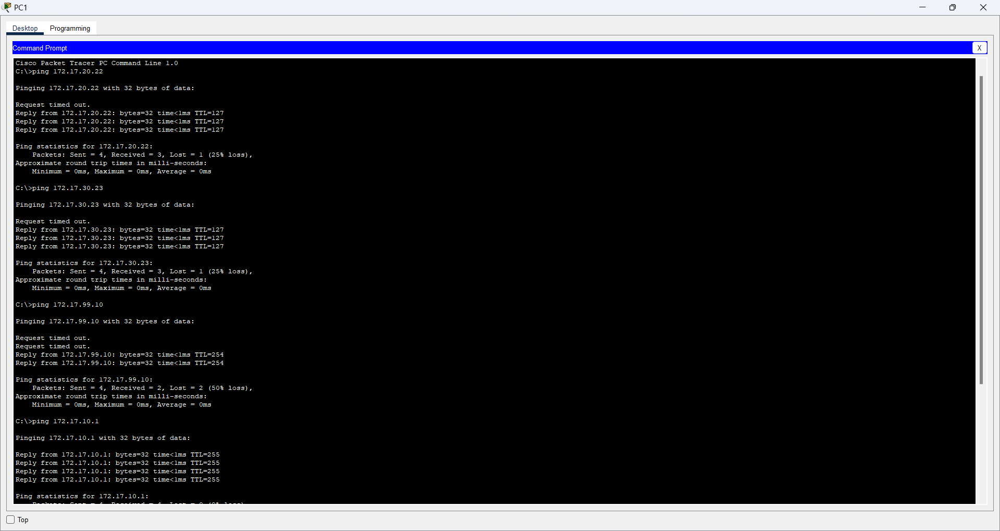 PC1
Desktop Programming
Command Prompt X
Cisco Packet Tracer PC Command Line 1.0
C:\>ping 172.17.20.22
Pinging 172.17.20.22 with 32 bytes of data:
Request timed out.
Reply from 172.17.20.22: bytes=32 time<1ms TTL=127
Reply from 172.17.20.22: bytes=32 time<1ms TTL=127
Reply from 172.17.20.22: bytes=32 time<1ms TTL=127
Ping statistics for 172.17.20.22:
Packets: Sent = 4, Received = 3, Lost = 1 (25% loss),
Approximate round trip times in milli-seconds:
Minimum = 0ms, Maximum = 0ms, Average = 0ms
C:\>ping 172.17.30.23
Pinging 172.17.30.23 with 32 bytes of data:
Request timed out.
Reply from 172.17.30.23: bytes=32 time<1ms TTL=127
Reply from 172.17.30.23: bytes=32 time<1ms TTL=127
Reply from 172.17.30.23: bytes=32 time<1ms TTL=127
Ping statistics for 172.17.30.23:
Packets: Sent = 4, Received = 3, Lost = 1 (25% loss),
Approximate round trip times in milli-seconds:
Minimum = 0ms, Maximum = 0ms, Average = 0ms
C:\>ping 172.17.99.10
Pinging 172.17.99.10 with 32 bytes of data:
Request timed out.
Request timed out.
Reply from 172.17.99.10: bytes=32 time<1ms TTL=254
Reply from 172.17.99.10: bytes=32 time<1ms TTL=254
Ping statistics for 172.17.99.10:
Packets: Sent = 4, Received = 2, Lost = 2 (50% loss),
Approximate round trip times in milli-seconds:
Minimum = 0ms, Maximum = 0ms, Average = 0ms
C:\>ping 172.17.10.1
Pinging 172.17.10.1 with 32 bytes of data:
Reply from 172.17.10.1: bytes=32 time<1ms TTL=255
Reply from 172.17.10.1: bytes=32 time<1ms TTL=255
Reply from 172.17.10.1: bytes=32 time<1ms TTL=255
Reply from 172.17.10.1: bytes=32 time<1ms TTL=255
Ping statistics for 172.17.10.1:
Packets: Sent = 4, Received = 4, Lost = 0 (0% loss),
Top